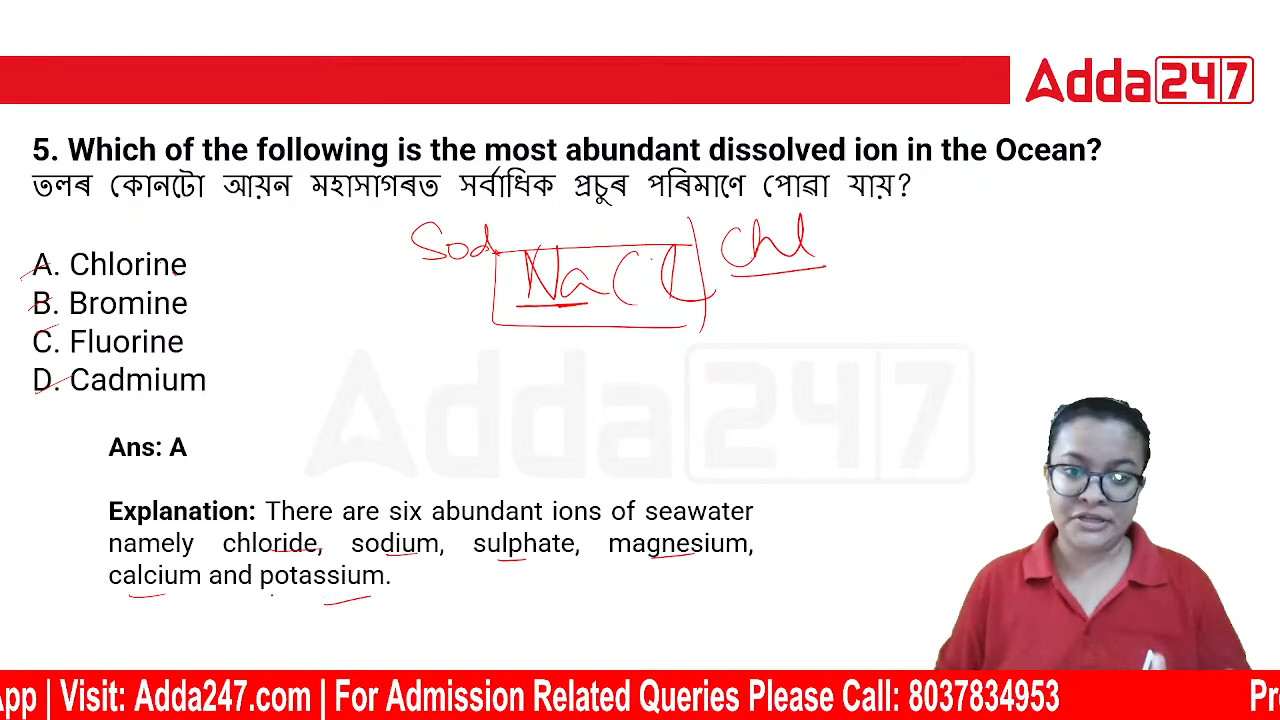 Adda247
5. Which of the following is the most abundant dissolved ion in the Ocean?
তলৰ কোনটো আয়ন মহাসাগৰত সৰ্বাধিক প্ৰচুৰ পৰিমাণে পোৱা যায়?
Sod
NaCl
Chl
A. Chlorine
B. Bromine
C. Fluorine
D. Cadmium
Adda247
Ans: A
Explanation: There are six abundant ions of seawater
namely chloride, sodium, sulphate, magnesium,
calcium and potassium.
App | Visit: Adda247.com | For Admission Related Queries Please Call: 8037834953